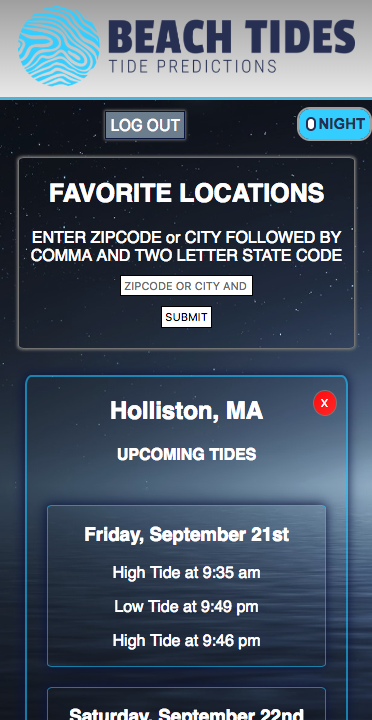 BEACH TIDES
TIDE PREDICTIONS
LOG OUT
NIGHT
FAVORITE LOCATIONS
ENTER ZIPCODE or CITY FOLLOWED BY
COMMA AND TWO LETTER STATE CODE
ZIPCODE OR CITY AND
SUBMIT
Holliston, MA
X
UPCOMING TIDES
Friday, September 21st
High Tide at 9:35 am
Low Tide at 9:49 pm
High Tide at 9:46 pm
Saturday, September 22nd